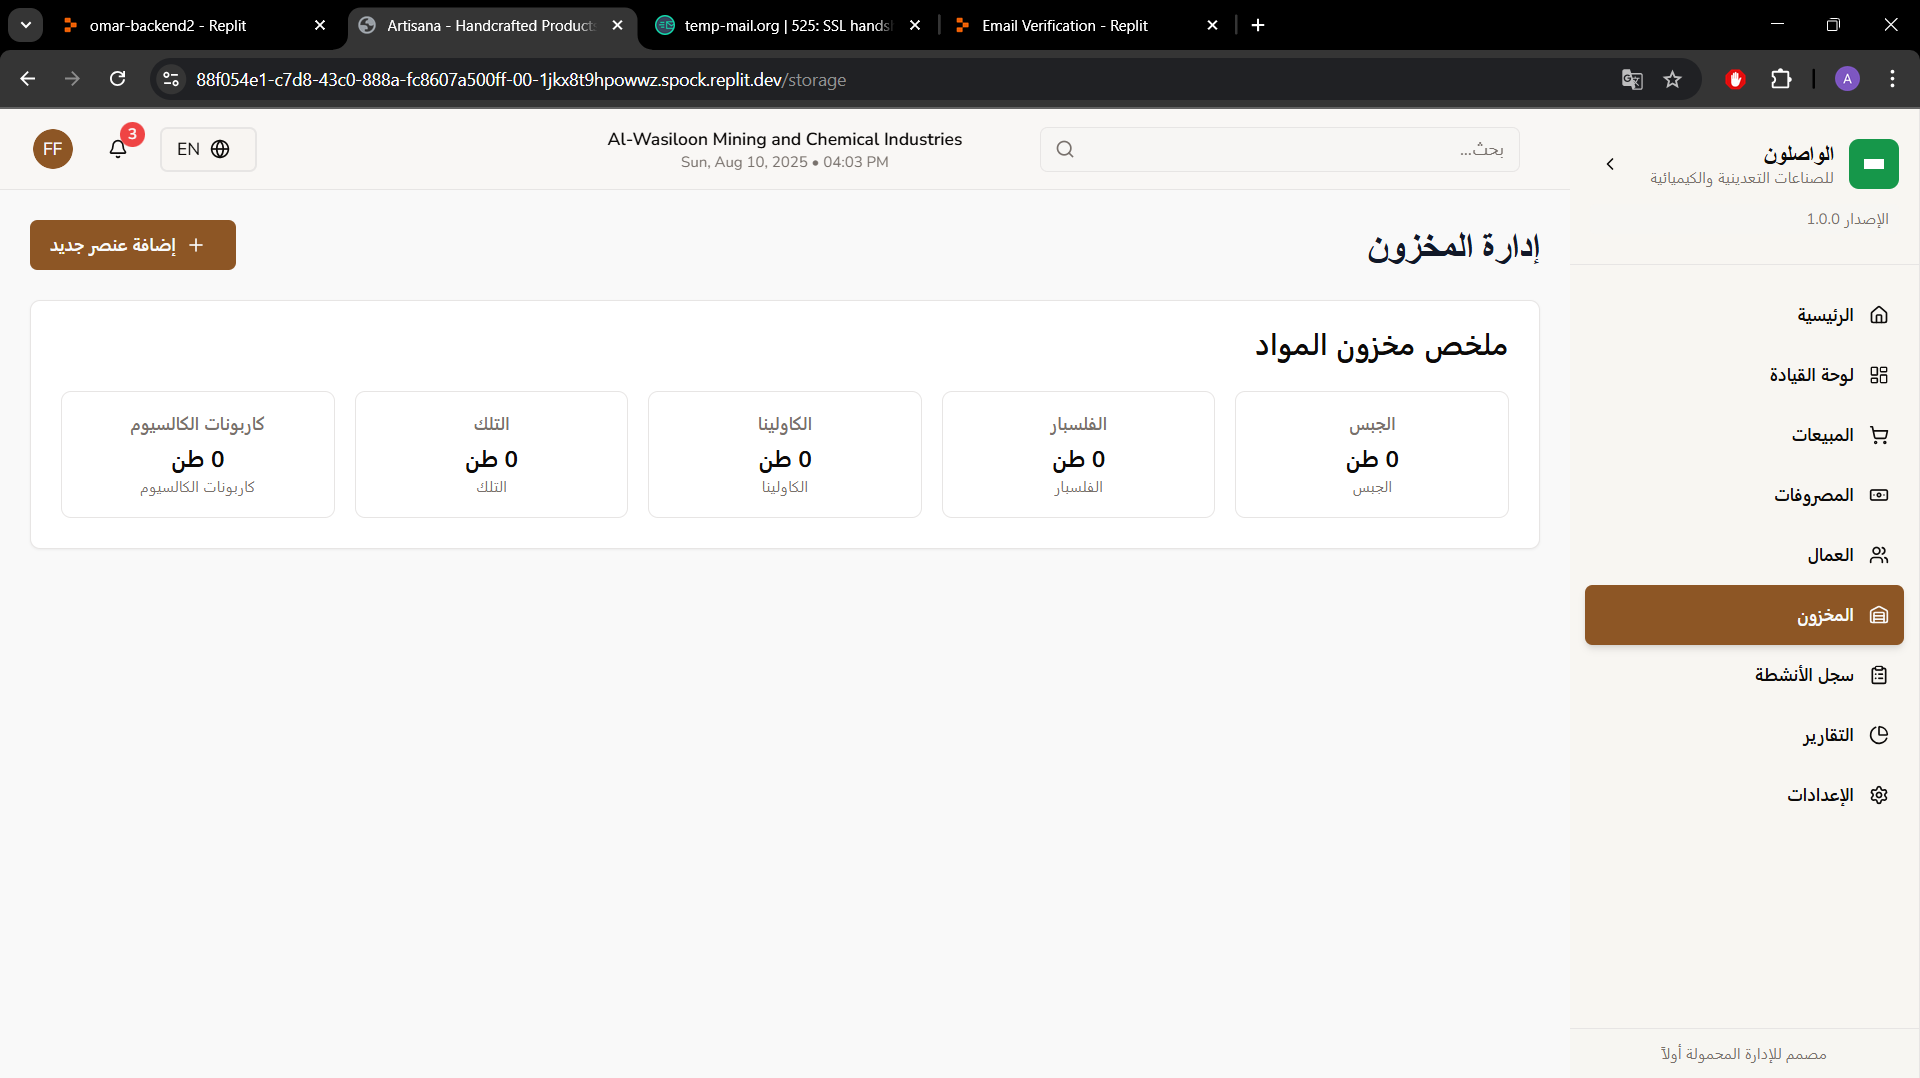 omar-backend2 - Replit
Artisana - Handcrafted Products
temp-mail.org | 525: SSL hands
Email Verification - Replit
88f054e1-c7d8-43c0-888a-fc8607a500ff-00-1jkx8t9hpowwz.spock.replit.dev/storage
A
FF
3
EN
Al-Wasiloon Mining and Chemical Industries
Sun, Aug 10, 2025 • 04:03 PM
بحث...
الواصلون
للصناعات التعدينية والكيميائية
الإصدار 1.0.0
إدارة المخزون
إضافة عنصر جديد
ملخص مخزون المواد
الجبس
0 طن
الجبس
الفلسبار
0 طن
الفلسبار
الكاولينا
0 طن
الكاولينا
التلك
0 طن
التلك
كاربونات الكالسيوم
0 طن
كاربونات الكالسيوم
الرئيسية
لوحة القيادة
المبيعات
المصروفات
العمال
المخزون
سجل الأنشطة
التقارير
الإعدادات
مصمم للإدارة المحمولة أولاً